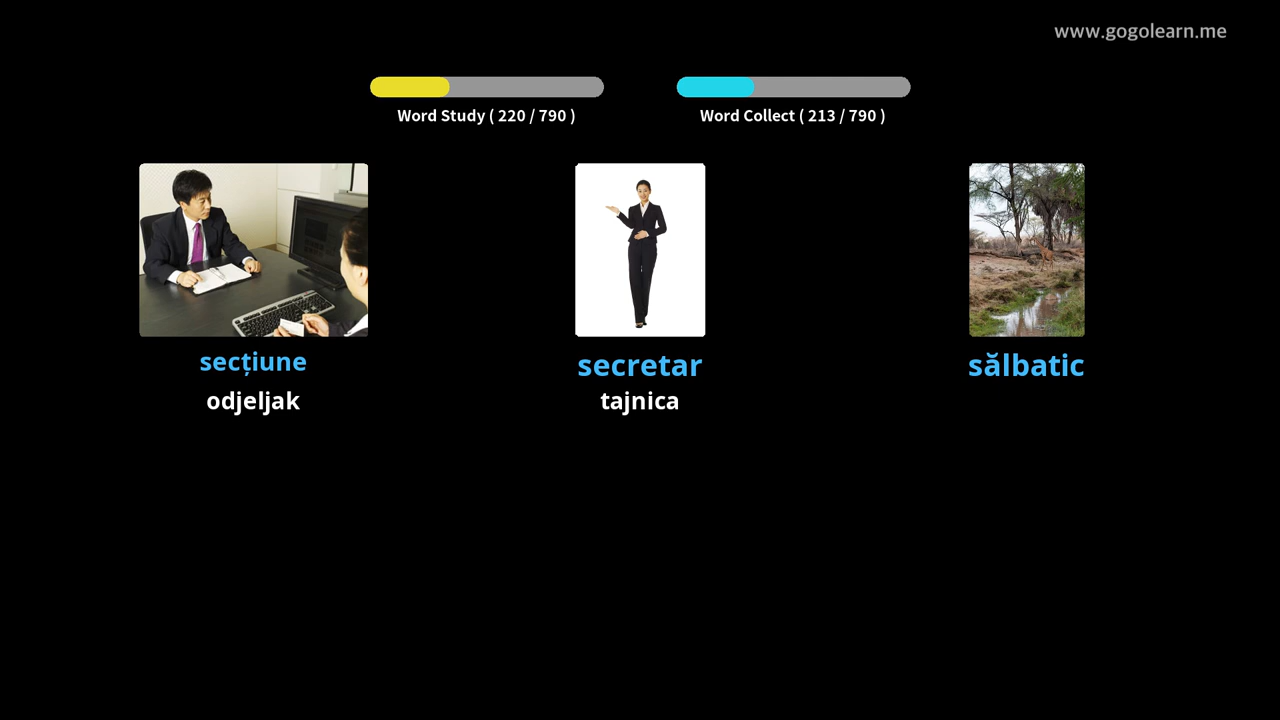 www.gogolearn.me
Word Study ( 220 / 790 )
Word Collect ( 213 / 790 )
secțiune
odjeljak
secretar
tajnica
sălbatic